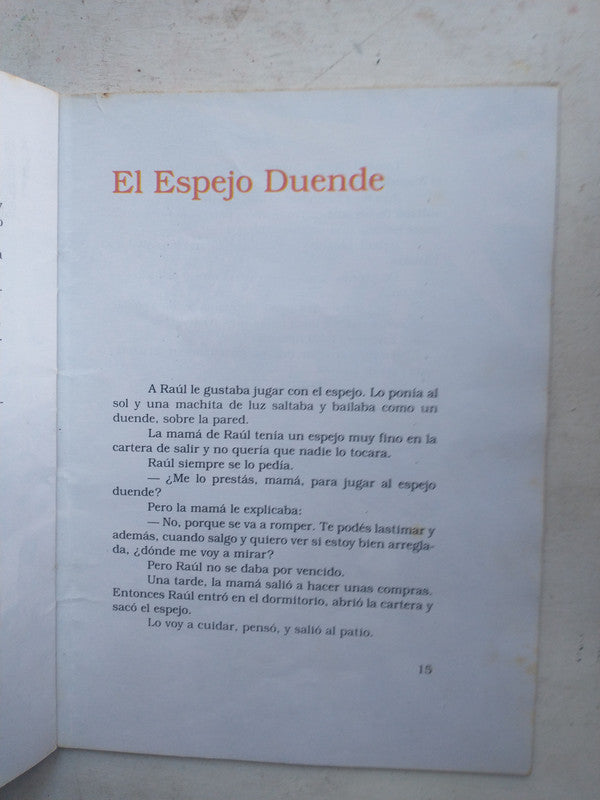 El Espejo Duende
A Raúl le gustaba jugar con el espejo. Lo ponía al
sol y una machita de luz saltaba y bailaba como un
duende, sobre la pared.
La mamá de Raúl tenía un espejo muy fino en la
cartera de salir y no quería que nadie lo tocara.
Raúl siempre se lo pedía.
— ¿Me lo prestás, mamá, para jugar al espejo
duende?
Pero la mamá le explicaba:
— No, porque se va a romper. Te podés lastimar y
además, cuando salgo y quiero ver si estoy bien arregla-
da, ¿dónde me voy a mirar?
Pero Raúl no se daba por vencido.
Una tarde, la mamá salió a hacer unas compras.
Entonces Raúl entró en el dormitorio, abrió la cartera y
sacó el espejo.
Lo voy a cuidar, pensó, y salió al patio.
15